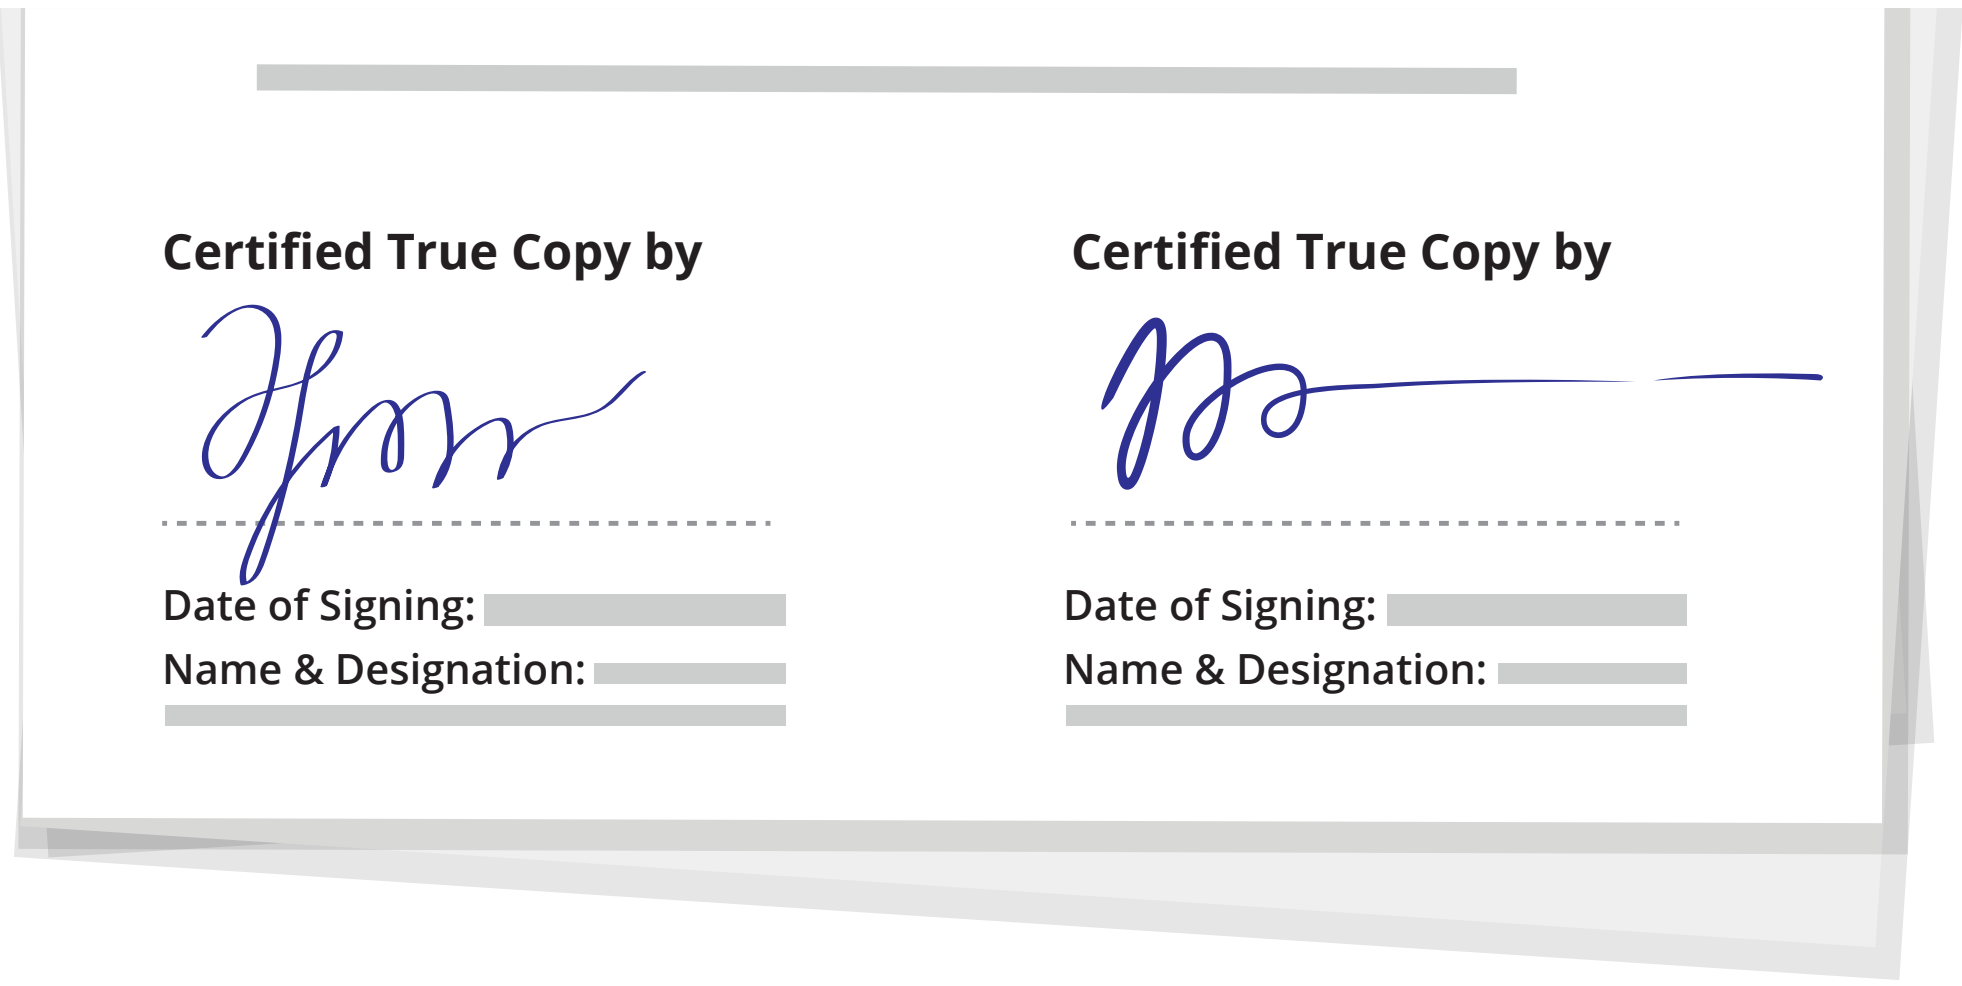 Certified True Copy by
Date of Signing:
Name & Designation:
Certified True Copy by
Date of Signing:
Name & Designation: